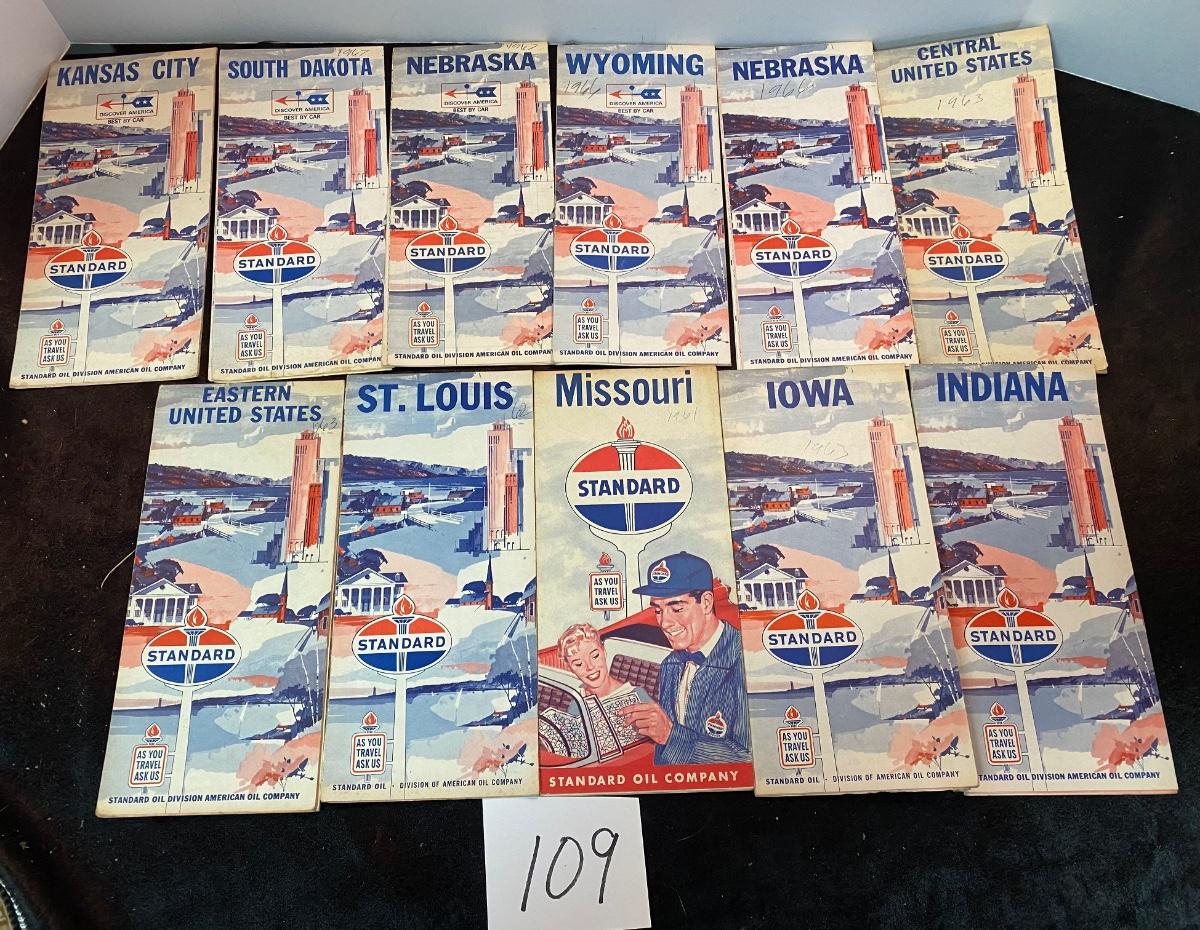 KANSAS CITY
DISCOVER AMERICA
BEST BY CAR
STANDARD
AS YOU
TRAVEL
ASK US
STANDARD OIL DIVISION AMERICAN OIL COMPANY
1967
SOUTH DAKOTA
DISCOVER AMERICA
BEST BY CAR
STANDARD
AS YOU
TRAVEL
ASK US
STANDARD OIL DIVISION AMERICAN OIL COMPANY
1967
NEBRASKA
DISCOVER AMERICA
BEST BY CAR
STANDARD
AS YOU
TRAVEL
ASK US
STANDARD OIL DIVISION AMERICAN OIL COMPANY
WYOMING
1966
DISCOVER AMERICA
BEST BY CAR
STANDARD
AS YOU
TRAVEL
ASK US
STANDARD OIL DIVISION AMERICAN OIL COMPANY
NEBRASKA
1966
STANDARD
AS YOU
TRAVEL
ASK US
STANDARD OIL DIVISION AMERICAN OIL COMPANY
CENTRAL
UNITED STATES
1963
STANDARD
AS YOU
TRAVEL
ASK US
EASTERN
UNITED STATES
1963
STANDARD
AS YOU
TRAVEL
ASK US
STANDARD OIL DIVISION AMERICAN OIL COMPANY
ST. LOUIS
62
STANDARD
AS YOU
TRAVEL
ASK US
STANDARD OIL · DIVISION OF AMERICAN OIL COMPANY
Missouri
1961
STANDARD
AS YOU
TRAVEL
ASK US
STANDARD OIL COMPANY
IOWA
1963
STANDARD
AS YOU
TRAVEL
ASK US
STANDARD OIL · DIVISION OF AMERICAN OIL COMPANY
INDIANA
STANDARD
AS YOU
TRAVEL
ASK US
STANDARD OIL DIVISION AMERICAN OIL COMPANY
109